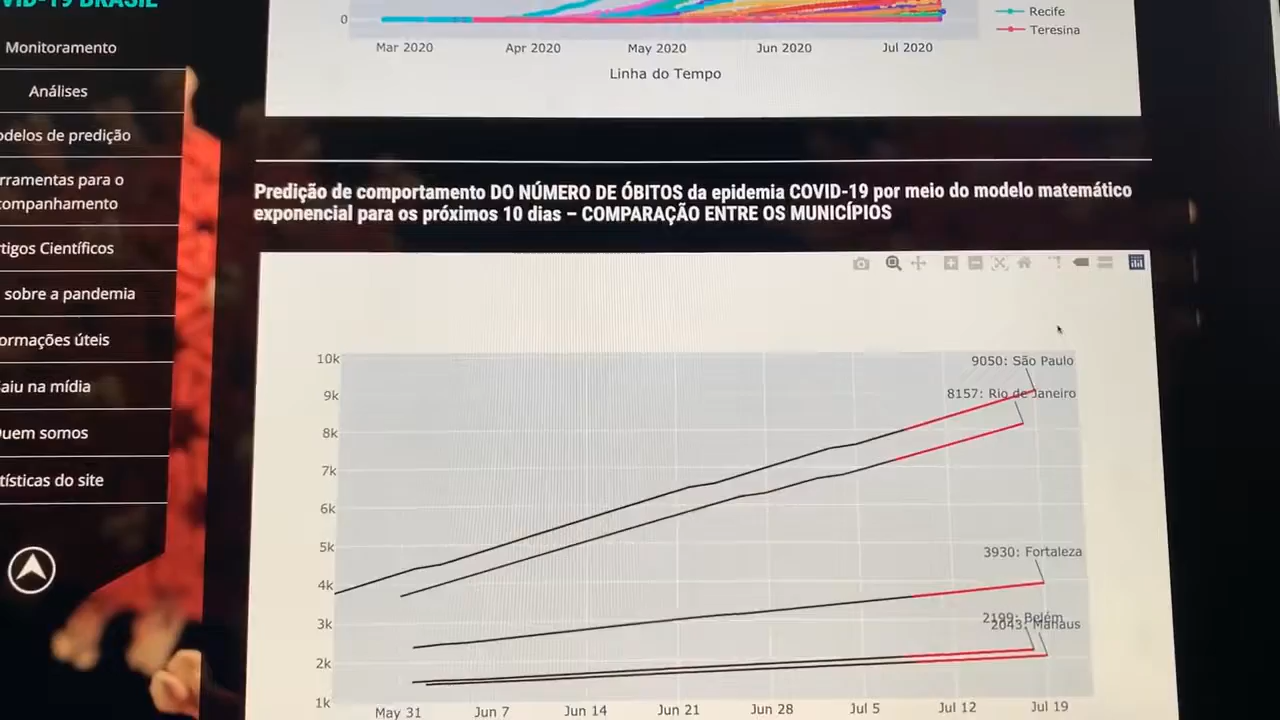 VID-19 BRASIL
Monitoramento
Análises
odelos de predição
rramentas para o
companhamento
tigos Científicos
sobre a pandemia
ormações úteis
aiu na mídia
uem somos
tísticas do site
0
Mar 2020
Apr 2020
May 2020
Jun 2020
Jul 2020
Linha do Tempo
Recife
Teresina
Predição de comportamento DO NÚMERO DE ÓBITOS da epidemia COVID-19 por meio do modelo matemático
exponencial para os próximos 10 dias – COMPARAÇÃO ENTRE OS MUNICÍPIOS
10k
9k
8k
7k
6k
5k
4k
3k
2k
1k
9050: São Paulo
8157: Rio de Janeiro
3930: Fortaleza
2199: Belém
2043: Manaus
May 31
Jun 7
Jun 14
Jun 21
Jun 28
Jul 5
Jul 12
Jul 19